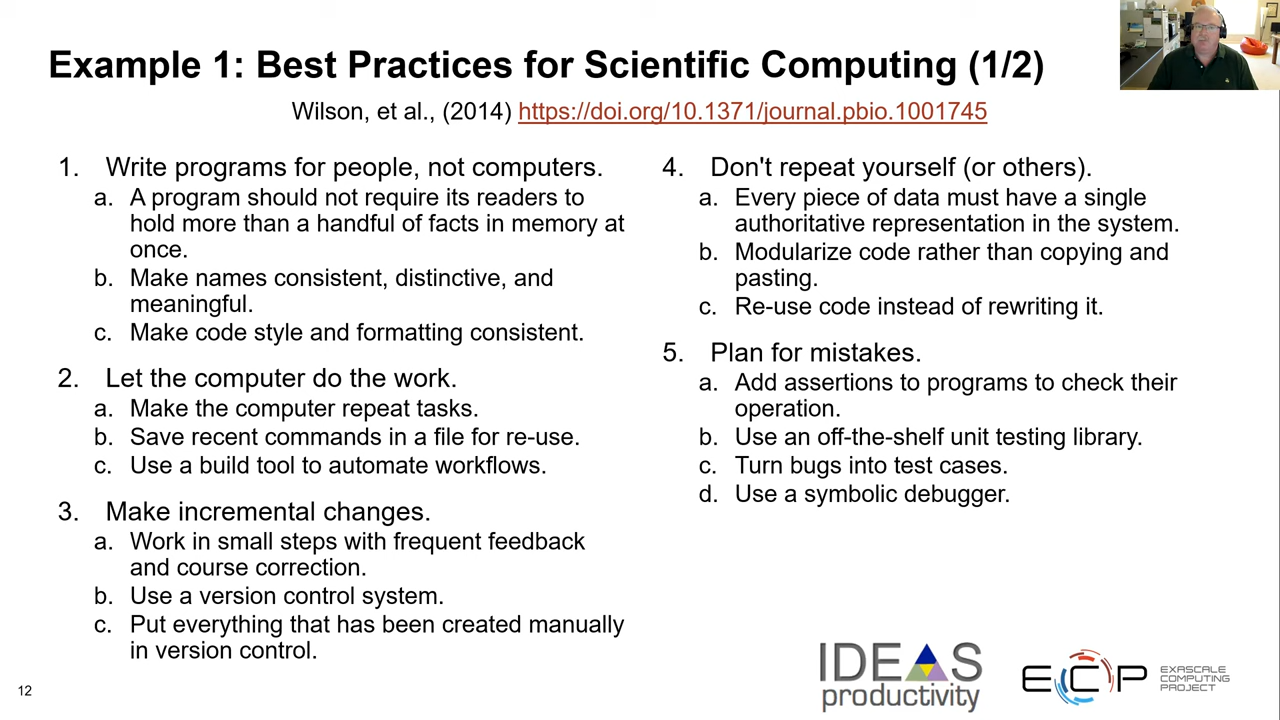 Example 1: Best Practices for Scientific Computing (1/2)
Wilson, et al., (2014) https://doi.org/10.1371/journal.pbio.1001745
1. Write programs for people, not computers.
a. A program should not require its readers to
hold more than a handful of facts in memory at
once.
b. Make names consistent, distinctive, and
meaningful.
c. Make code style and formatting consistent.
2. Let the computer do the work.
a. Make the computer repeat tasks.
b. Save recent commands in a file for re-use.
c. Use a build tool to automate workflows.
3. Make incremental changes.
a. Work in small steps with frequent feedback
and course correction.
b. Use a version control system.
c. Put everything that has been created manually
in version control.
4. Don't repeat yourself (or others).
a. Every piece of data must have a single
authoritative representation in the system.
b. Modularize code rather than copying and
pasting.
c. Re-use code instead of rewriting it.
5. Plan for mistakes.
a. Add assertions to programs to check their
operation.
b. Use an off-the-shelf unit testing library.
c. Turn bugs into test cases.
d. Use a symbolic debugger.
12
IDEAS
productivity
ECP
EXASCALE
COMPUTING
PROJECT